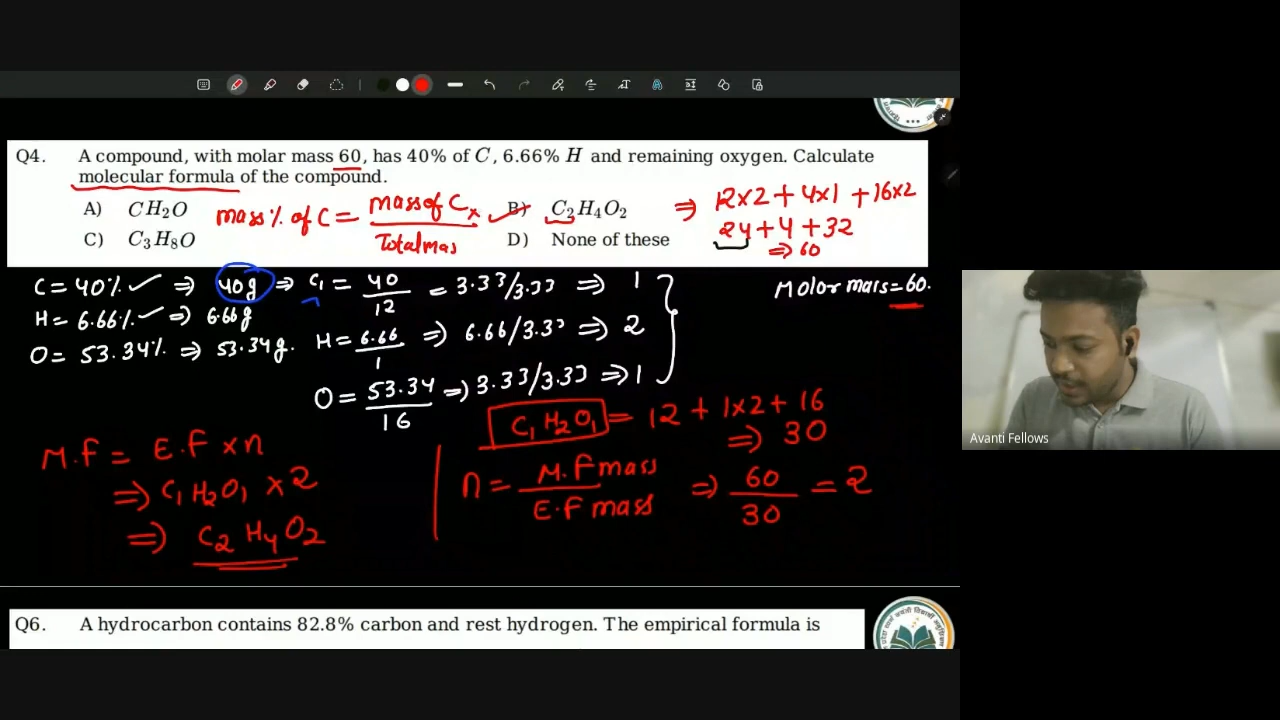 Q4. A compound, with molar mass 60, has 40% of C, 6.66% H and remaining oxygen. Calculate
molecular formula of the compound.
A) CH₂O
B) C₂H₄O₂
C) C₃H₈O
D) None of these
mass % of C = mass of C x / Total mas
⇒ 12×2 + 4×1 + 16×2
24 + 4 + 32
⇒ 60
C = 40% ✓ ⇒ 40g ⇒ C₁ = 40/12 = 3.33/3.33 ⇒ 1
Molor mass = 60.
H = 6.66% ✓ ⇒ 6.66g
H = 6.66/1 ⇒ 6.66/3.33 ⇒ 2
O = 53.34% ⇒ 53.34g.
O = 53.34/16 ⇒ 3.33/3.33 ⇒ 1
C₁H₂O₁ = 12 + 1×2 + 16
⇒ 30
M.F = E.F × n
⇒ C₁H₂O₁ × 2
⇒ C₂H₄O₂
n = M.F mass / E.F mass ⇒ 60/30 = 2
Avanti Fellows
Q6. A hydrocarbon contains 82.8% carbon and rest hydrogen. The empirical formula is